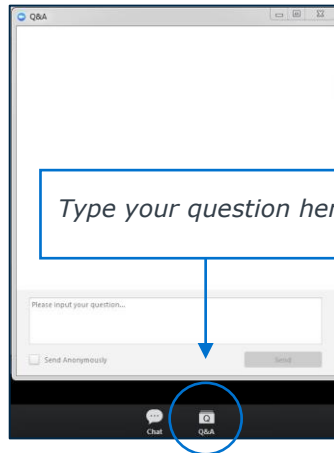 Q&A
Type your question her
Please input your question...
Send Anonymously
Send
Chat
Q&A